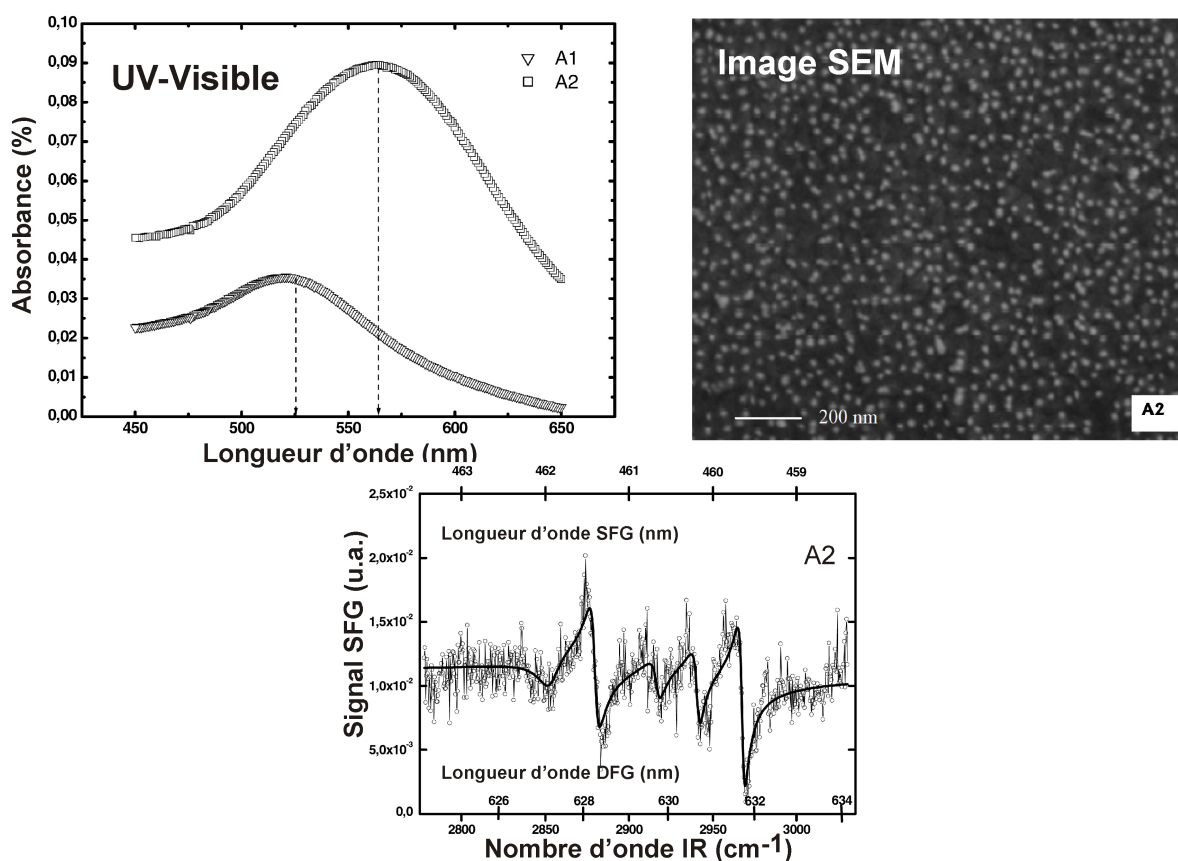 UV-Visible
A1
A2
0,10
0,09
0,08
0,07
0,06
0,05
0,04
0,03
0,02
0,01
0,00
Absorbance (%)
450 500 550 600 650
Longueur d'onde (nm)
Image SEM
200 nm
A2
463 462 461 460 459
2,5x10-2
2,0x10-2
1,5x10-2
1,0x10-2
5,0x10-3
0,0
Signal SFG (u.a.)
Longueur d'onde SFG (nm)
A2
Longueur d'onde DFG (nm)
626 628 630 632 634
2800 2850 2900 2950 3000
Nombre d'onde IR (cm-1)